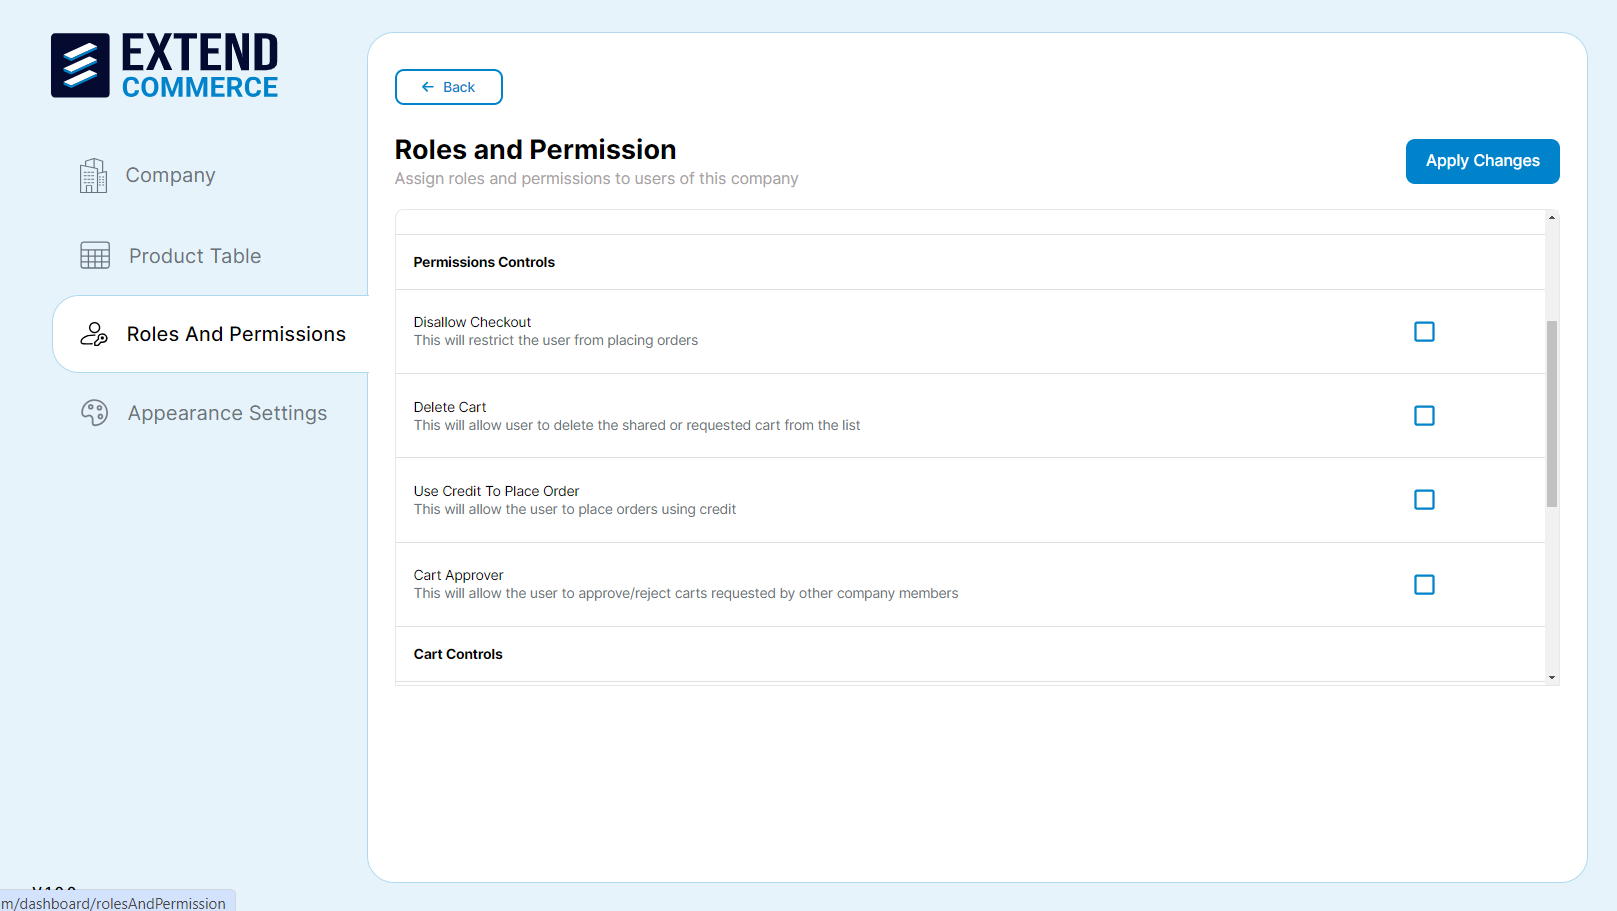 EXTEND
COMMERCE
Company
Product Table
Roles And Permissions
Appearance Settings
Back
Roles and Permission
Assign roles and permissions to users of this company
Apply Changes
Permissions Controls
Disallow Checkout
This will restrict the user from placing orders
Delete Cart
This will allow user to delete the shared or requested cart from the list
Use Credit To Place Order
This will allow the user to place orders using credit
Cart Approver
This will allow the user to approve/reject carts requested by other company members
Cart Controls
m/dashboard/rolesAndPermission